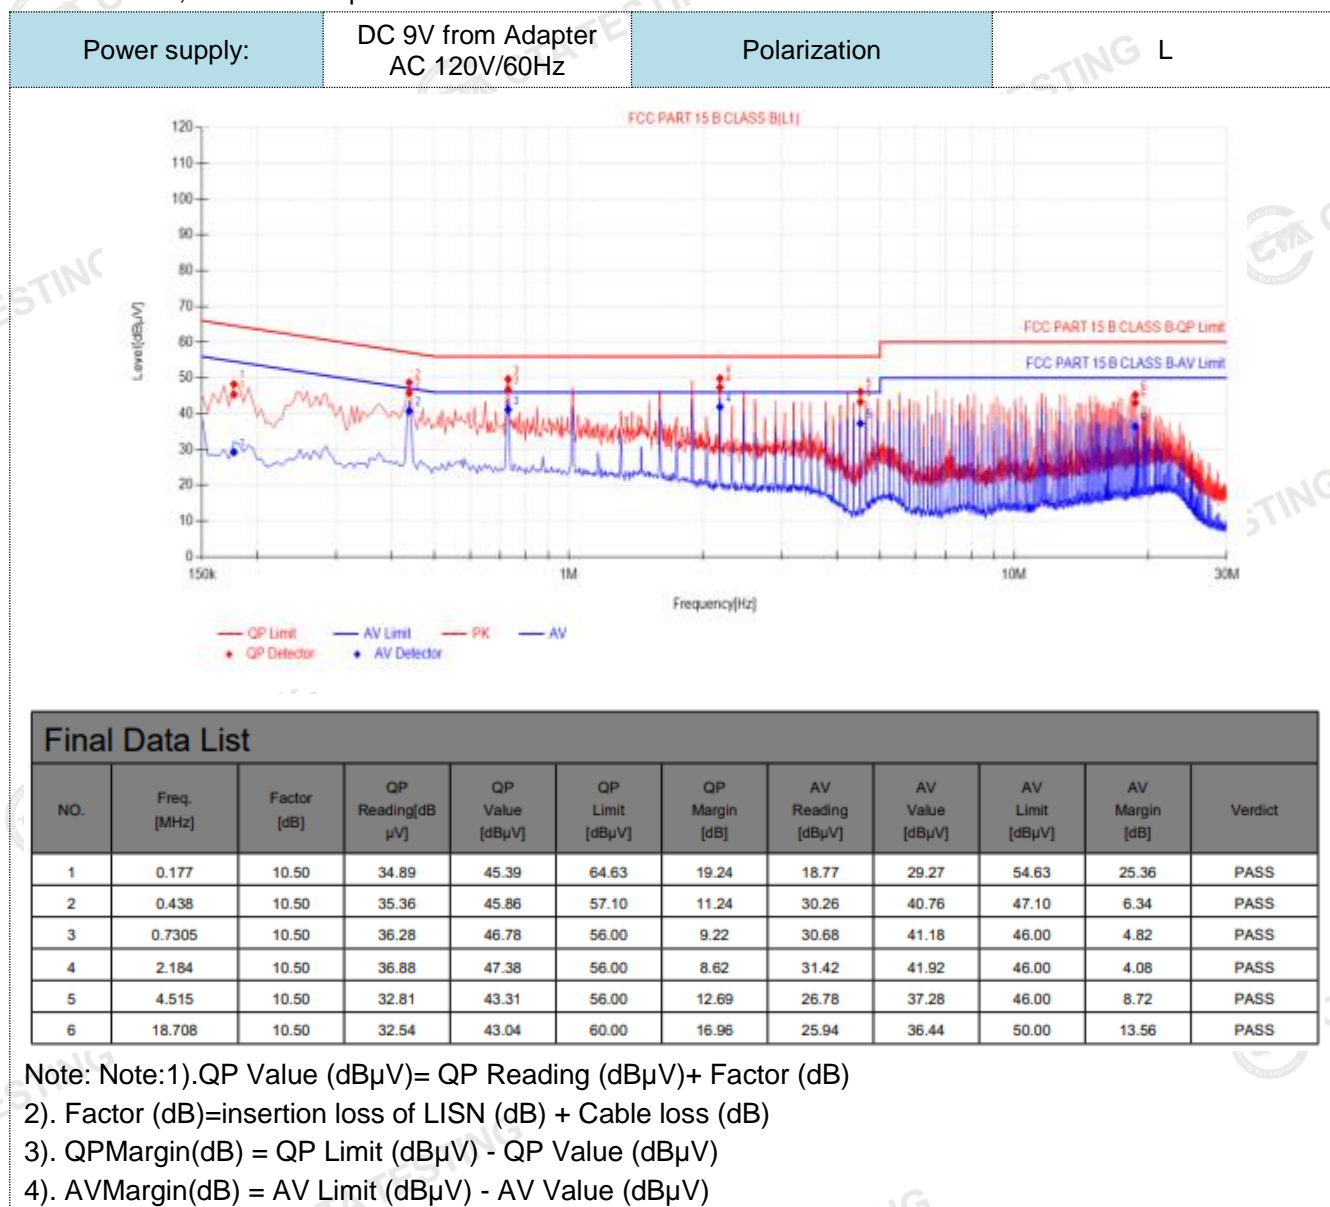 Power supply: DC 9V from Adapter AC 120V/60Hz Polarization L
FCC PART 15 B CLASS B(L1)
120
110
100
90
80
70
60
50
40
30
20
10
0
Level[dBµV]
FCC PART 15 B CLASS B-QP Limit
FCC PART 15 B CLASS B-AV Limit
150k 1M 10M 30M
Frequency[Hz]
QP Limit AV Limit PK AV
QP Detector AV Detector
Final Data List
NO. Freq. [MHz] Factor [dB] QP Reading[dBµV] QP Value [dBµV] QP Limit [dBµV] QP Margin [dB] AV Reading [dBµV] AV Value [dBµV] AV Limit [dBµV] AV Margin [dB] Verdict
1 0.177 10.50 34.89 45.39 64.63 19.24 18.77 29.27 54.63 25.36 PASS
2 0.438 10.50 35.36 45.86 57.10 11.24 30.26 40.76 47.10 6.34 PASS
3 0.7305 10.50 36.28 46.78 56.00 9.22 30.68 41.18 46.00 4.82 PASS
4 2.184 10.50 36.88 47.38 56.00 8.62 31.42 41.92 46.00 4.08 PASS
5 4.515 10.50 32.81 43.31 56.00 12.69 26.78 37.28 46.00 8.72 PASS
6 18.708 10.50 32.54 43.04 60.00 16.96 25.94 36.44 50.00 13.56 PASS
Note: Note:1).QP Value (dBµV)= QP Reading (dBµV)+ Factor (dB)
2). Factor (dB)=insertion loss of LISN (dB) + Cable loss (dB)
3). QPMargin(dB) = QP Limit (dBµV) - QP Value (dBµV)
4). AVMargin(dB) = AV Limit (dBµV) - AV Value (dBµV)